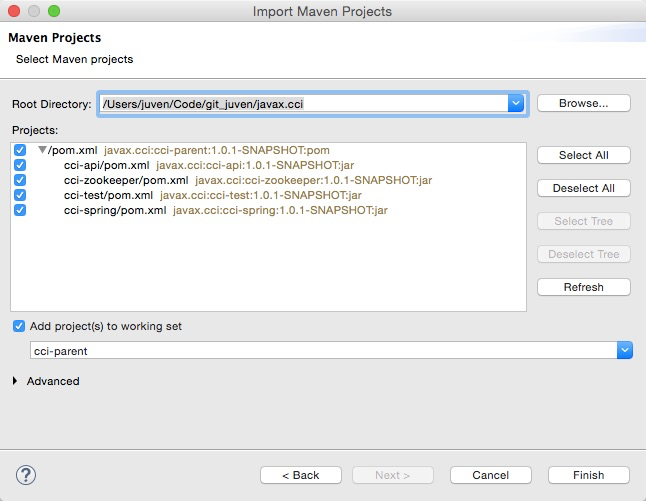 Import Maven Projects
Maven Projects
Select Maven projects
Root Directory: /Users/juven/Code/git_juven/javax.cci Browse...
Projects:
/pom.xml javax.cci:cci-parent:1.0.1-SNAPSHOT:pom
cci-api/pom.xml javax.cci:cci-api:1.0.1-SNAPSHOT:jar
cci-zookeeper/pom.xml javax.cci:cci-zookeeper:1.0.1-SNAPSHOT:jar
cci-test/pom.xml javax.cci:cci-test:1.0.1-SNAPSHOT:jar
cci-spring/pom.xml javax.cci:cci-spring:1.0.1-SNAPSHOT:jar
Select All
Deselect All
Select Tree
Deselect Tree
Refresh
Add project(s) to working set
cci-parent
Advanced
? < Back Next > Cancel Finish